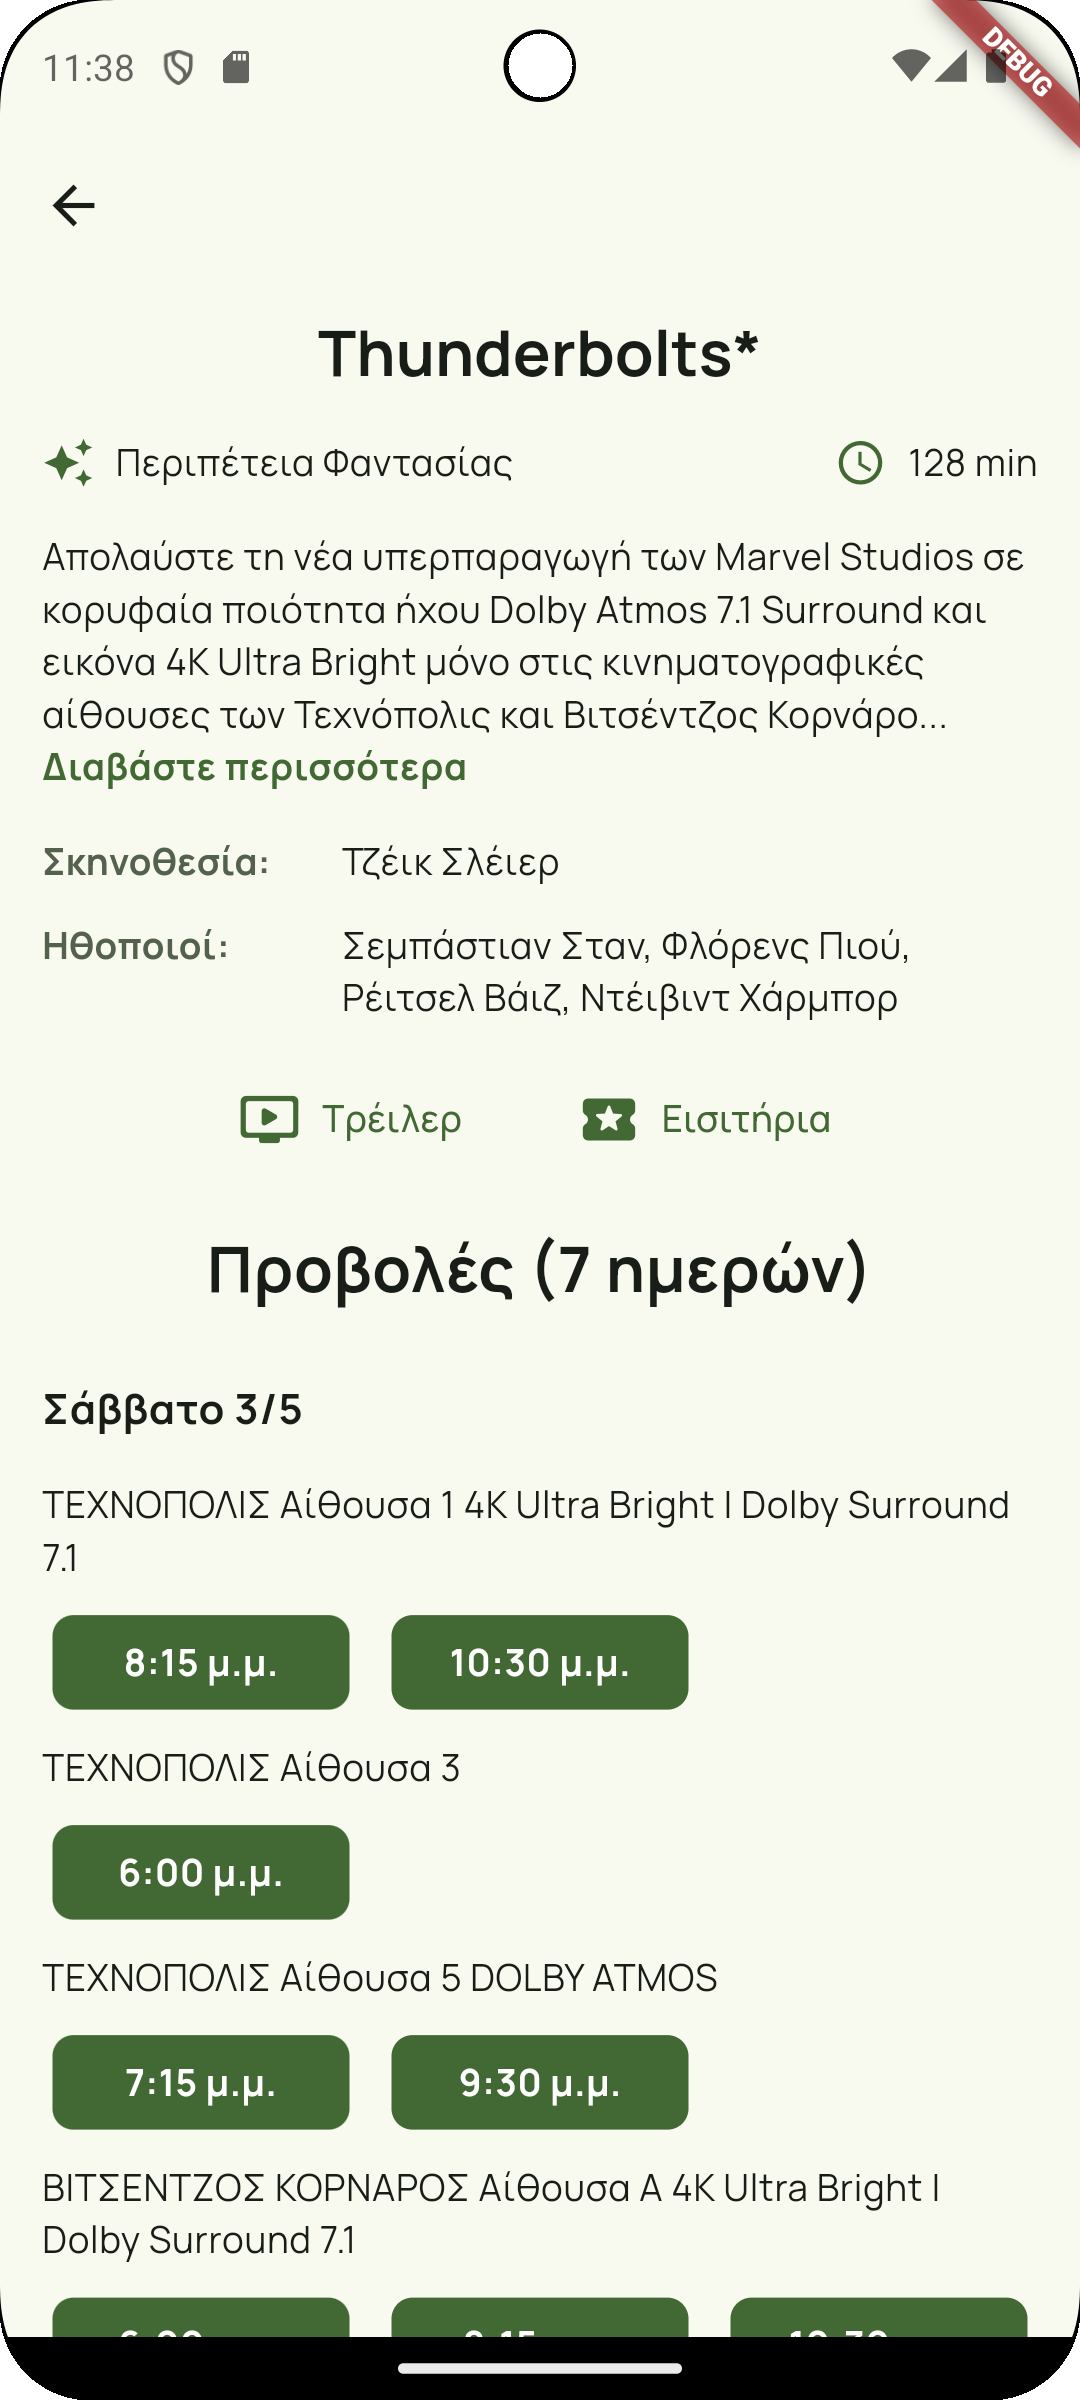 11:38
DEBUG
Thunderbolts*
Περιπέτεια Φαντασίας
128 min
Απολαύστε τη νέα υπερπαραγωγή των Marvel Studios σε
κορυφαία ποιότητα ήχου Dolby Atmos 7.1 Surround και
εικόνα 4K Ultra Bright μόνο στις κινηματογραφικές
αίθουσες των Τεχνόπολις και Βιτσέντζος Κορνάρο...
Διαβάστε περισσότερα
Σκηνοθεσία: Τζέικ Σλέιερ
Ηθοποιοί: Σεμπάστιαν Σταν, Φλόρενς Πιού,
Ρέιτσελ Βάιζ, Ντέιβιντ Χάρμπορ
Τρέιλερ
Εισιτήρια
Προβολές (7 ημερών)
Σάββατο 3/5
ΤΕΧΝΟΠΟΛΙΣ Αίθουσα 1 4K Ultra Bright | Dolby Surround
7.1
8:15 μ.μ. 10:30 μ.μ.
ΤΕΧΝΟΠΟΛΙΣ Αίθουσα 3
6:00 μ.μ.
ΤΕΧΝΟΠΟΛΙΣ Αίθουσα 5 DOLBY ATMOS
7:15 μ.μ. 9:30 μ.μ.
ΒΙΤΣΕΝΤΖΟΣ ΚΟΡΝΑΡΟΣ Αίθουσα Α 4K Ultra Bright |
Dolby Surround 7.1